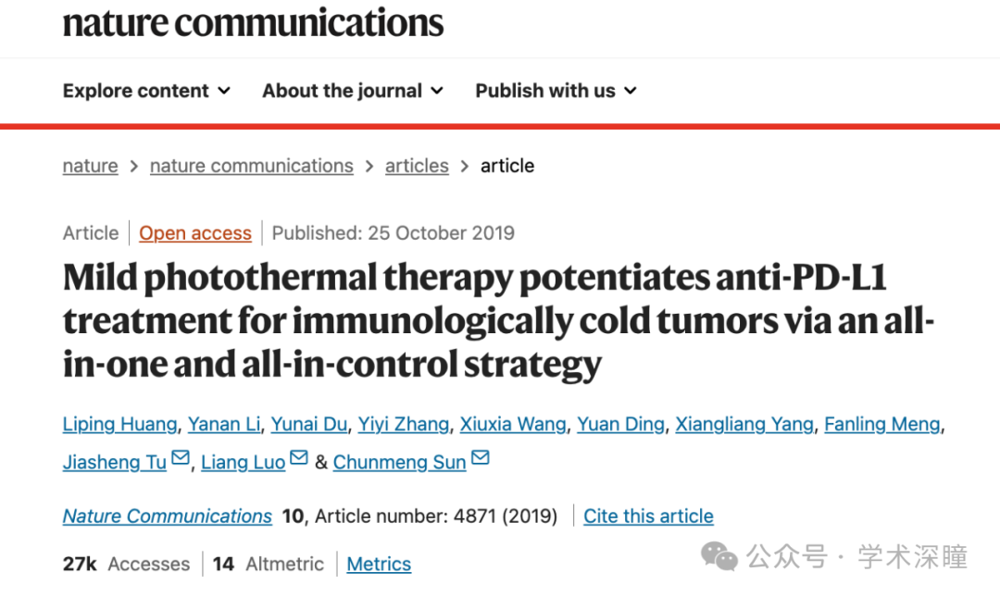 nature communications
Explore content About the journal Publish with us
nature > nature communications > articles > article
Article Open access Published: 25 October 2019
Mild photothermal therapy potentiates anti-PD-L1
treatment for immunologically cold tumors via an all-
in-one and all-in-control strategy
Liping Huang, Yanan Li, Yunai Du, Yiyi Zhang, Xiuxia Wang, Yuan Ding, Xiangliang Yang, Fanling Meng,
Jiasheng Tu, Liang Luo & Chunmeng Sun
Nature Communications 10, Article number: 4871 (2019) Cite this article
27k Accesses 14 Altmetric Metrics
公众号 · 学术深瞳